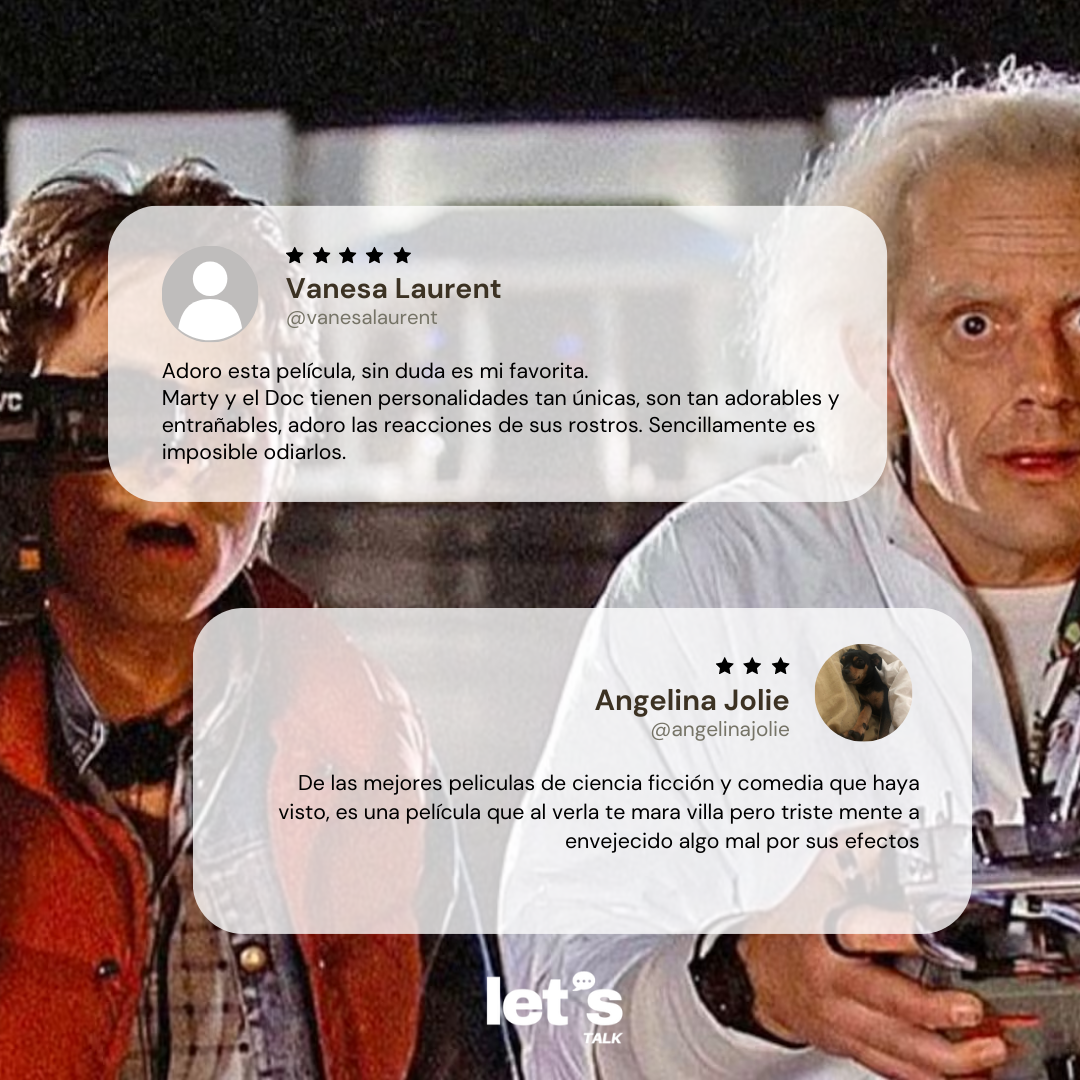 ★★★★★
Vanesa Laurent
@vanesalaurent
Adoro esta película, sin duda es mi favorita.
Marty y el Doc tienen personalidades tan únicas, son tan adorables y
entrañables, adoro las reacciones de sus rostros. Sencillamente es
imposible odiarlos.
VC
★★★
Angelina Jolie
@angelinajolie
De las mejores peliculas de ciencia ficción y comedia que haya
visto, es una película que al verla te mara villa pero triste mente a
envejecido algo mal por sus efectos
let's
TALK